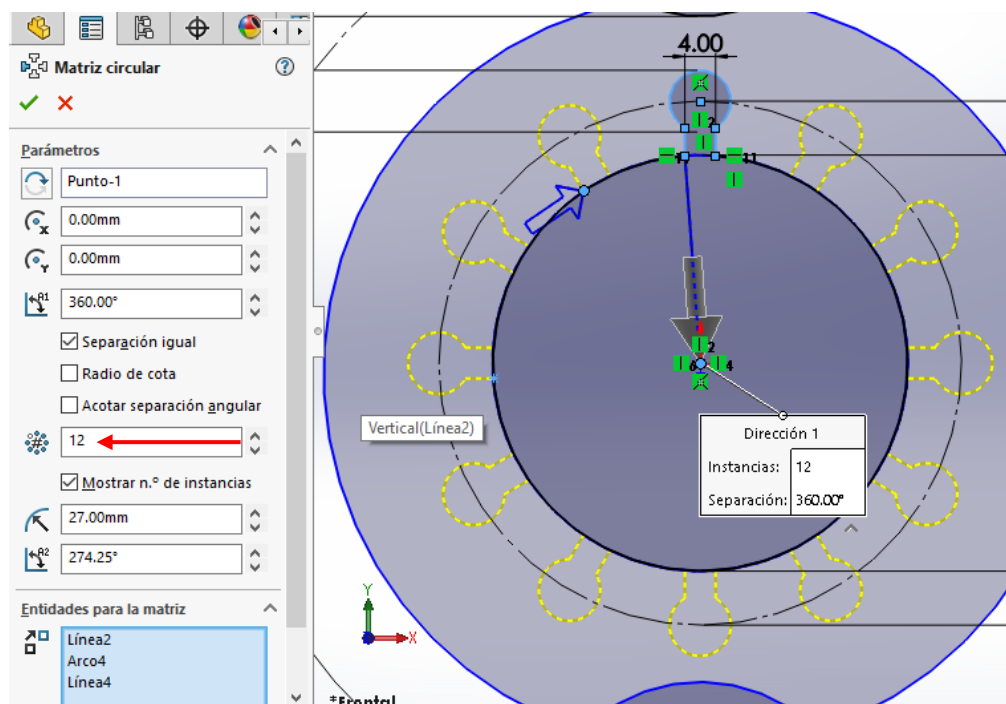 Matriz circular
Parámetros
Punto-1
0.00mm
0.00mm
360.00°
Separación igual
Radio de cota
Acotar separación angular
12
Mostrar n.º de instancias
27.00mm
274.25°
Entidades para la matriz
Línea2
Arco4
Línea4
4.00
Vertical(Línea2)
Dirección 1
Instancias: 12
Separación: 360.00°
Y
X
*Frontal